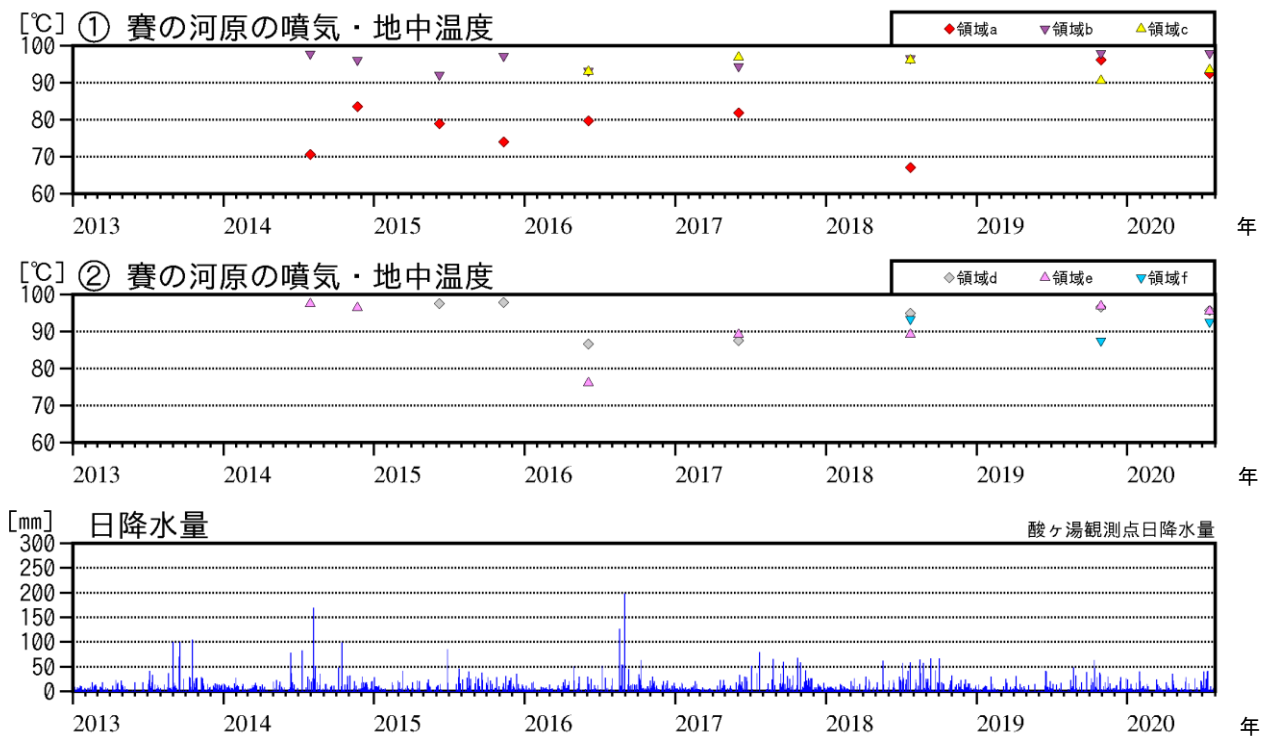 [℃] ① 賽の河原の噴気・地中温度
領域a 領域b 領域c
100
90
80
70
60
2013 2014 2015 2016 2017 2018 2019 2020 年
[℃] ② 賽の河原の噴気・地中温度
領域d 領域e 領域f
100
90
80
70
60
2013 2014 2015 2016 2017 2018 2019 2020 年
[㎜] 日降水量
酸ヶ湯観測点日降水量
300
250
200
150
100
50
0
2013 2014 2015 2016 2017 2018 2019 2020 年